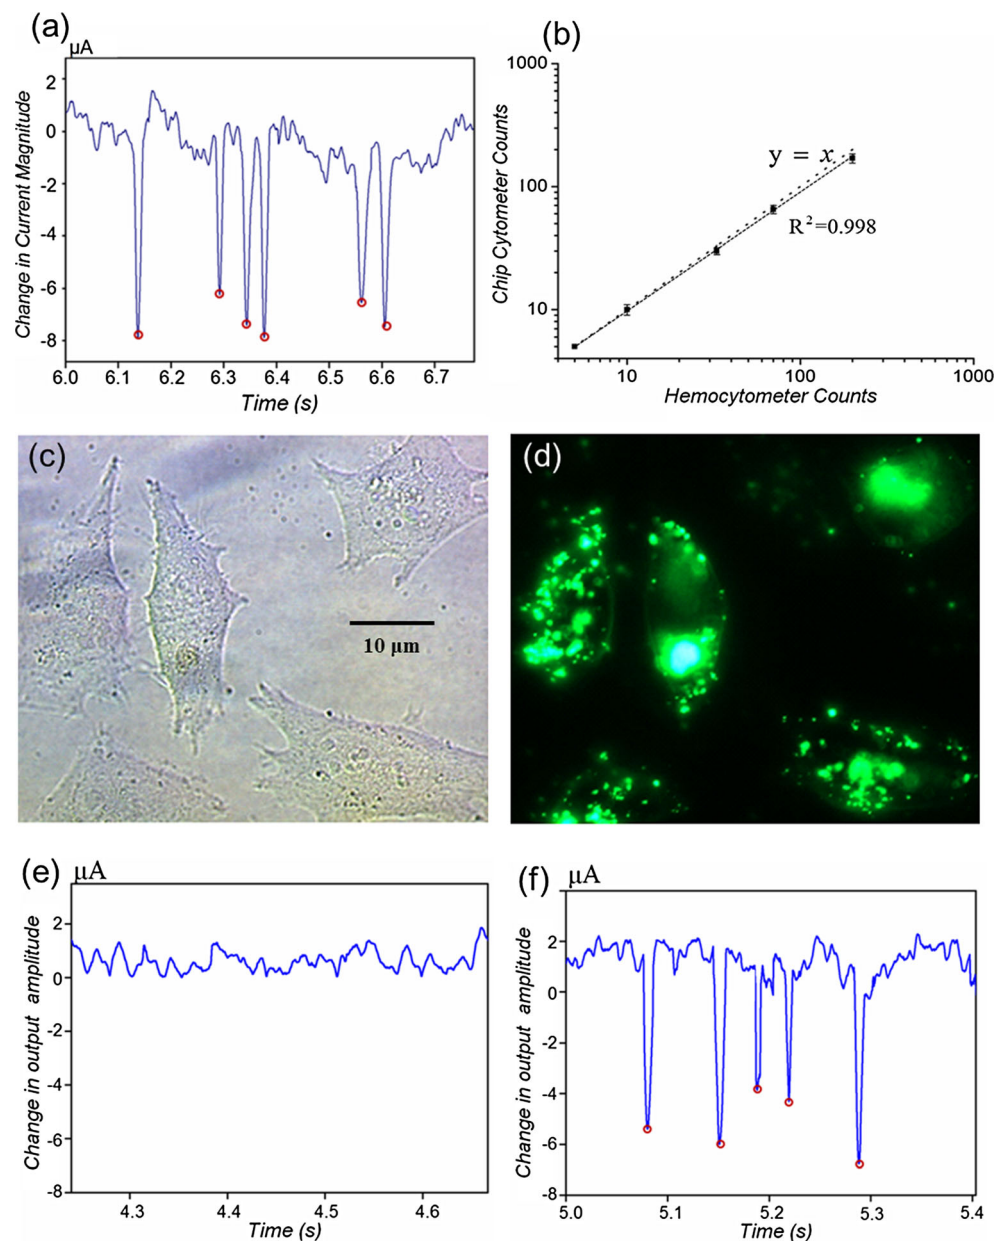 (a)
µA
2
0
-2
-4
-6
-8
6.0 6.1 6.2 6.3 6.4 6.5 6.6 6.7
Change in Current Magnitude
Time (s)
(b)
1000
100
10
10 100 1000
Chip Cytometer Counts
Hemocytometer Counts
y = x
R²=0.998
(c)
10 µm
(d)
(e)
µA
2
0
-2
-4
-6
-8
4.3 4.4 4.5 4.6
Change in output amplitude
Time (s)
(f)
µA
2
0
-2
-4
-6
-8
5.0 5.1 5.2 5.3 5.4
Change in output amplitude
Time (s)